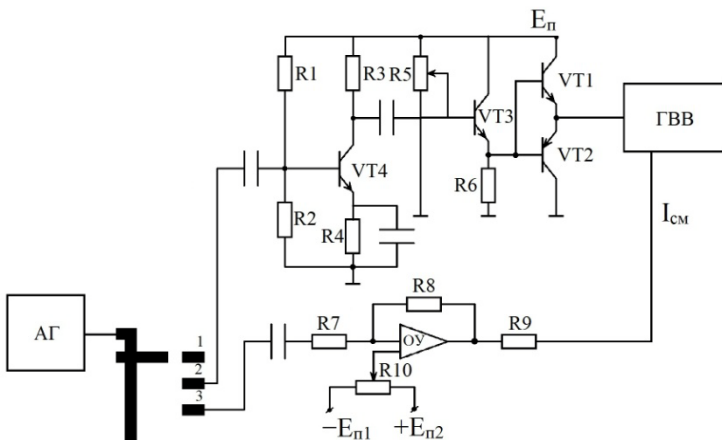 Eп
R1
R3
R5
VT1
VT3
ГВВ
VT4
VT2
R2
R6
R4
Iсм
R8
АГ
R7
R9
1
ОУ
2
R10
3
−Eп1
+Eп2